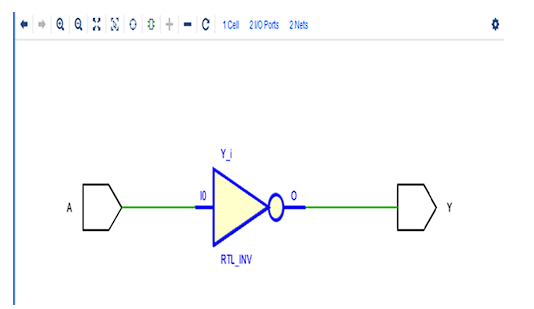 1 Cell 2 I/O Ports 2 Nets
Y_i
I0 O
A Y
RTL_INV